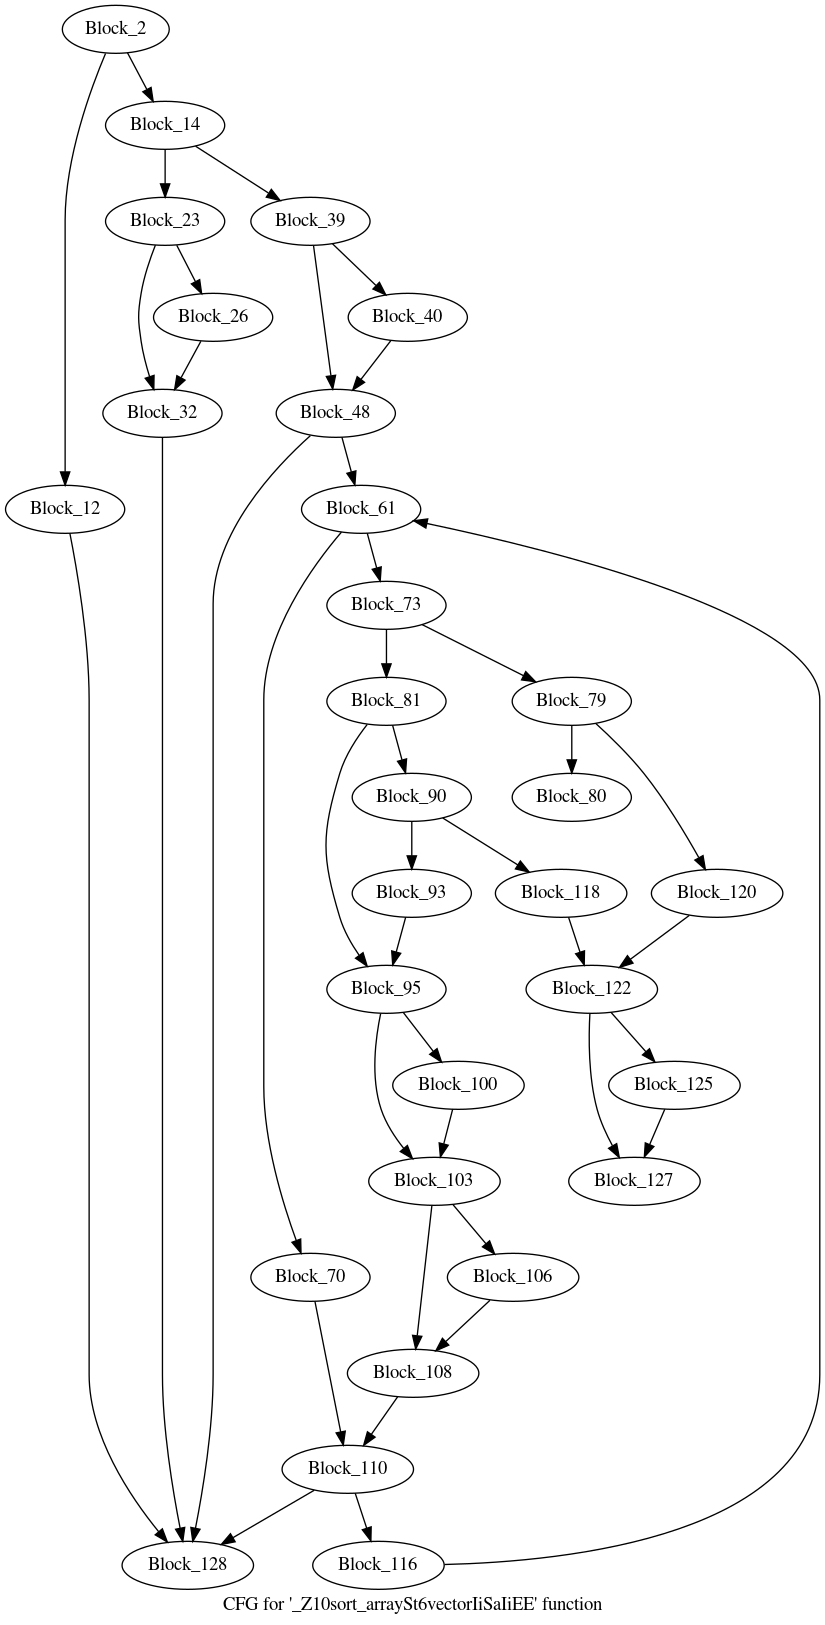 Block_2
Block_14
Block_23
Block_39
Block_26
Block_40
Block_32
Block_48
Block_12
Block_61
Block_73
Block_81
Block_79
Block_90
Block_80
Block_93
Block_118
Block_120
Block_95
Block_122
Block_100
Block_125
Block_103
Block_127
Block_70
Block_106
Block_108
Block_110
Block_128
Block_116
CFG for '_Z10sort_arraySt6vectorIiSaIiEE' function